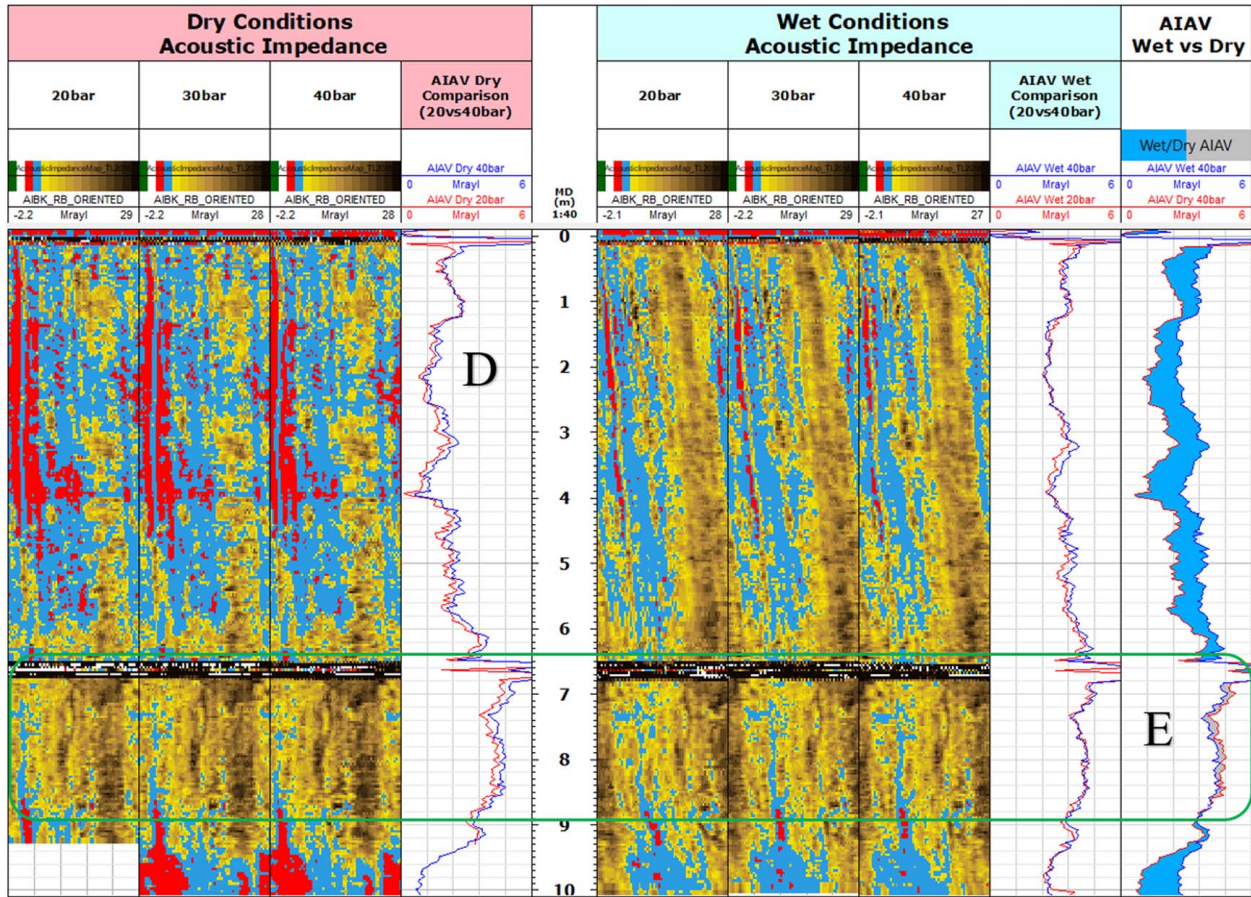 Dry Conditions
Acoustic Impedance
20bar
30bar
40bar
AIAV Dry
Comparison
(20vs40bar)
AIBK_RB_ORIENTED
-2.2 Mrayl 29
AIBK_RB_ORIENTED
-2.2 Mrayl 28
AIBK_RB_ORIENTED
-2.2 Mrayl 28
AIAV Dry 40bar
0 Mrayl 6
AIAV Dry 20bar
0 Mrayl 6
MD
(m)
1:40
Wet Conditions
Acoustic Impedance
20bar
30bar
40bar
AIAV Wet
Comparison
(20vs40bar)
AIBK_RB_ORIENTED
-2.1 Mrayl 28
AIBK_RB_ORIENTED
-2.2 Mrayl 29
AIBK_RB_ORIENTED
-2.1 Mrayl 27
AIAV Wet 40bar
0 Mrayl 6
AIAV Wet 20bar
0 Mrayl 6
AIAV
Wet vs Dry
Wet/Dry AIAV
AIAV Wet 40bar
0 Mrayl 6
AIAV Dry 40bar
0 Mrayl 6
0
1
2
3
4
5
6
7
8
9
10
D
E